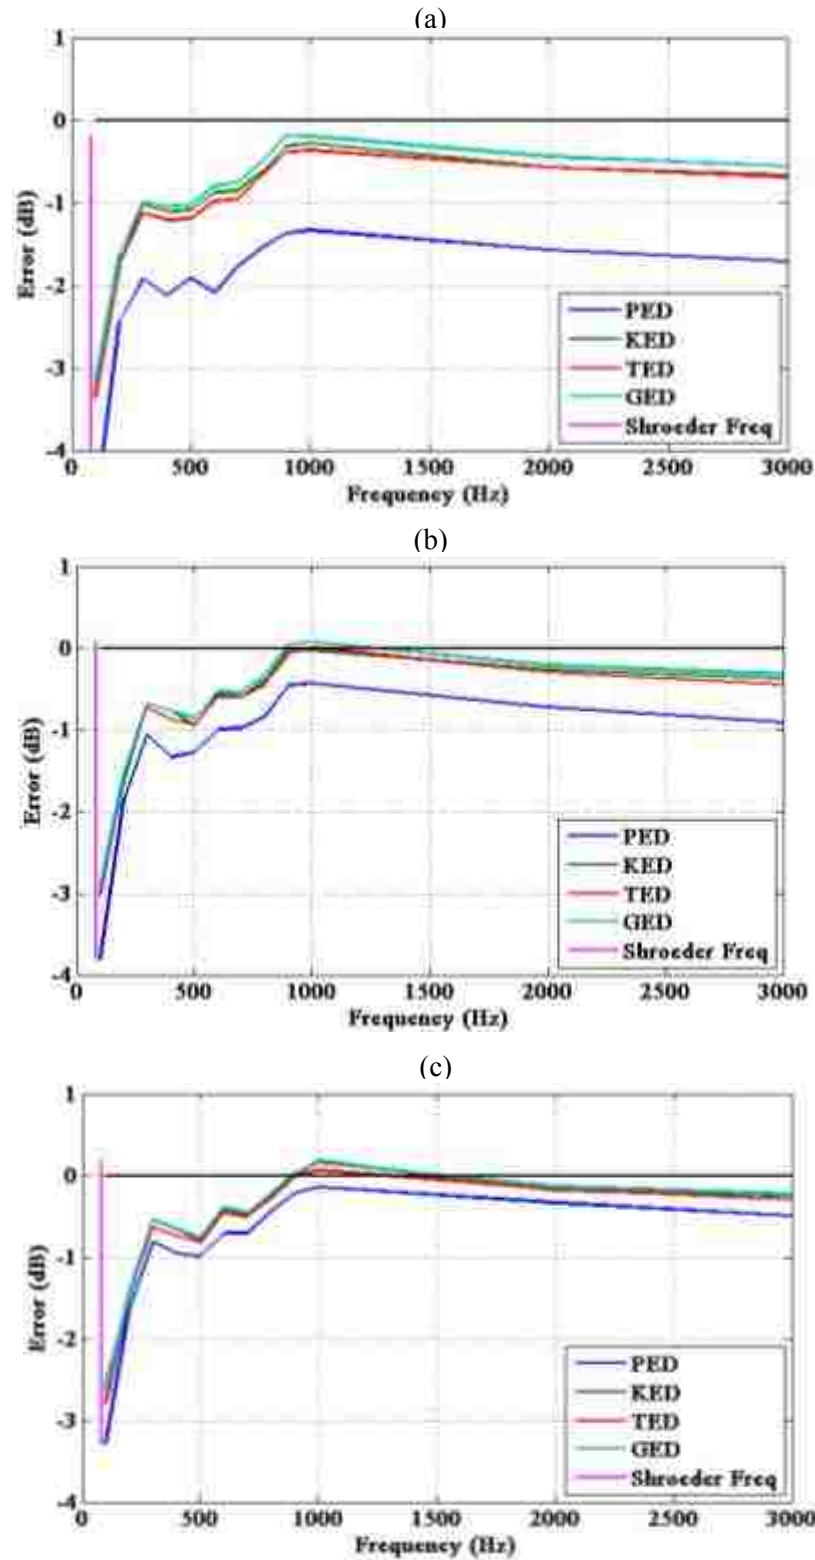 (a)
1
0
-1
-2
-3
-4
Error (dB)
PED
KED
TED
GED
Shroeder Freq
0 500 1000 1500 2000 2500 3000
Frequency (Hz)
(b)
1
0
-1
-2
-3
-4
Error (dB)
PED
KED
TED
GED
Shroeder Freq
0 500 1000 1500 2000 2500 3000
Frequency (Hz)
(c)
1
0
-1
-2
-3
-4
Error (dB)
PED
KED
TED
GED
Shroeder Freq
0 500 1000 1500 2000 2500 3000
Frequency (Hz)